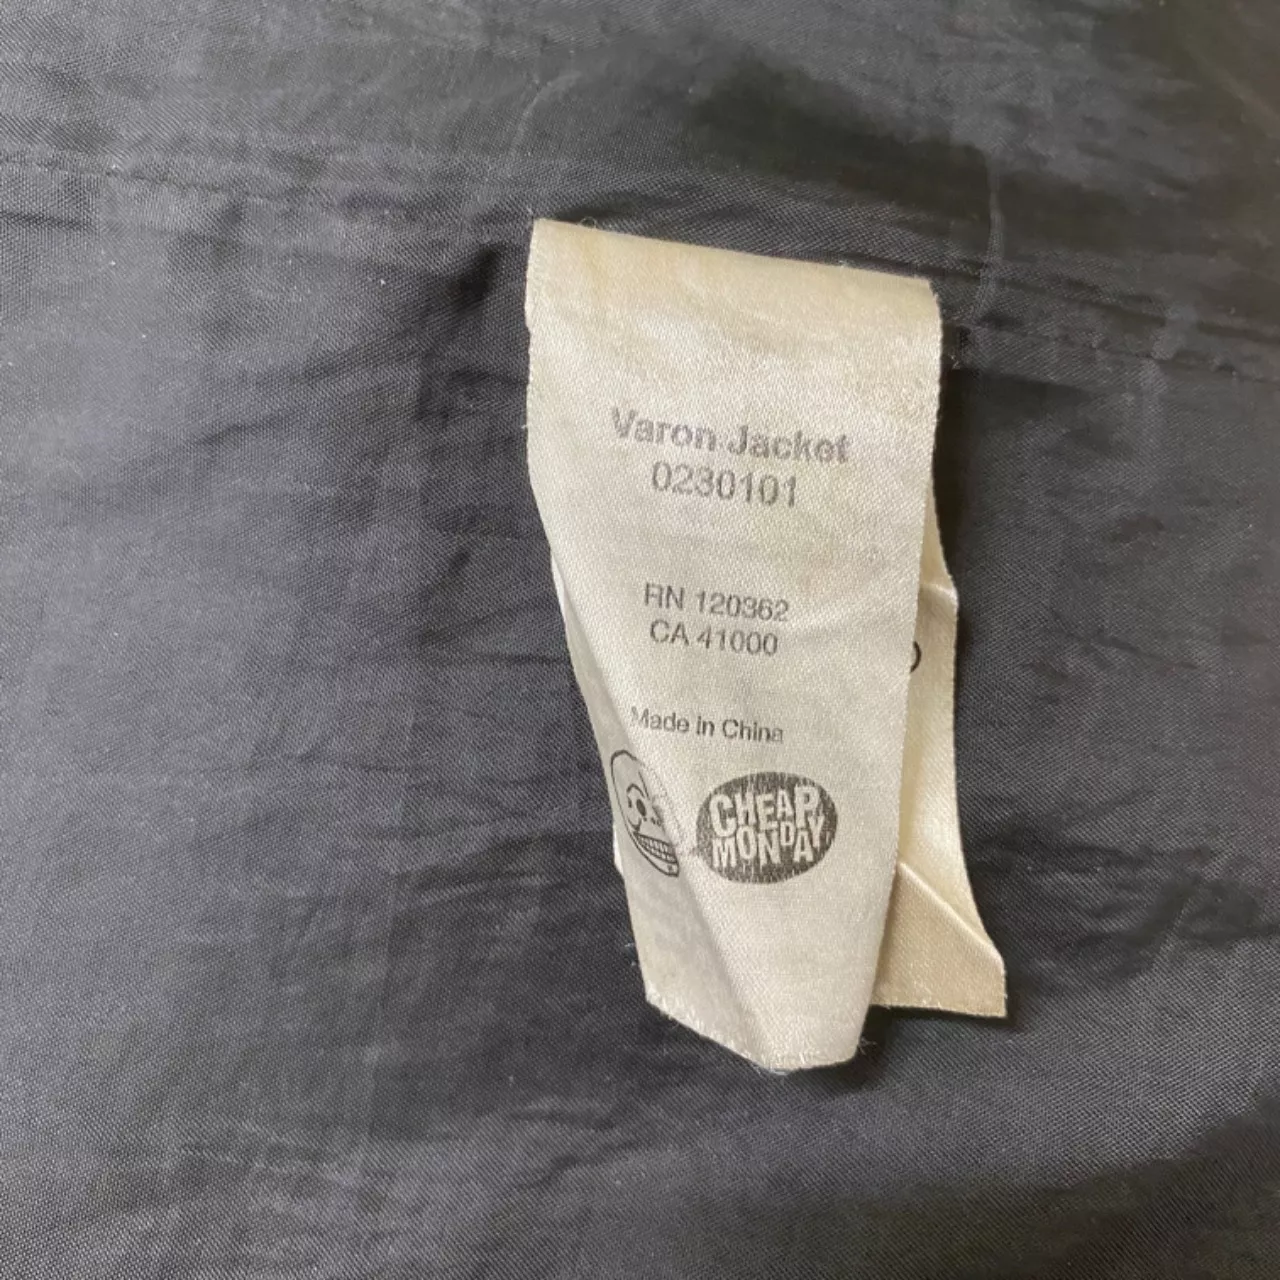 Varon Jacket
0230101
RN 120362
CA 41000
Made in China
CHEAP
MONDAY